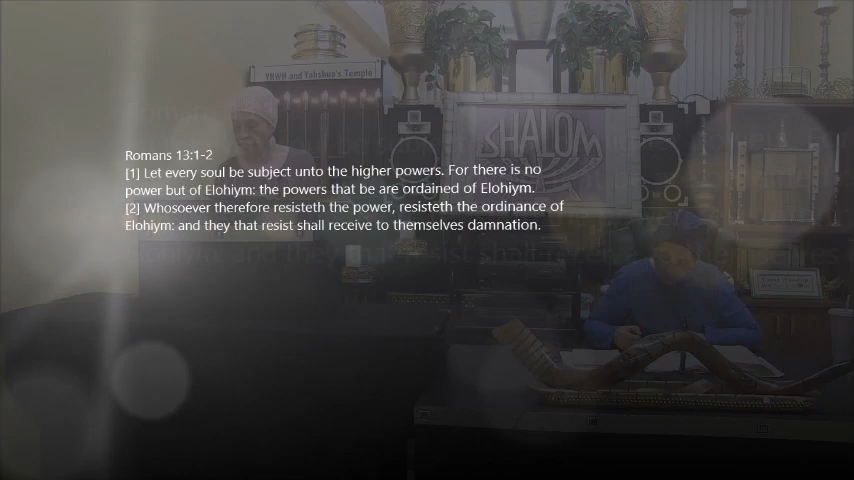 YHWH and Yahshua's Temple
SHALOM
Romans 13:1-2
[1] Let every soul be subject unto the higher powers. For there is no
power but of Elohiym: the powers that be are ordained of Elohiym.
[2] Whosoever therefore resisteth the power, resisteth the ordinance of
Elohiym: and they that resist shall receive to themselves damnation.